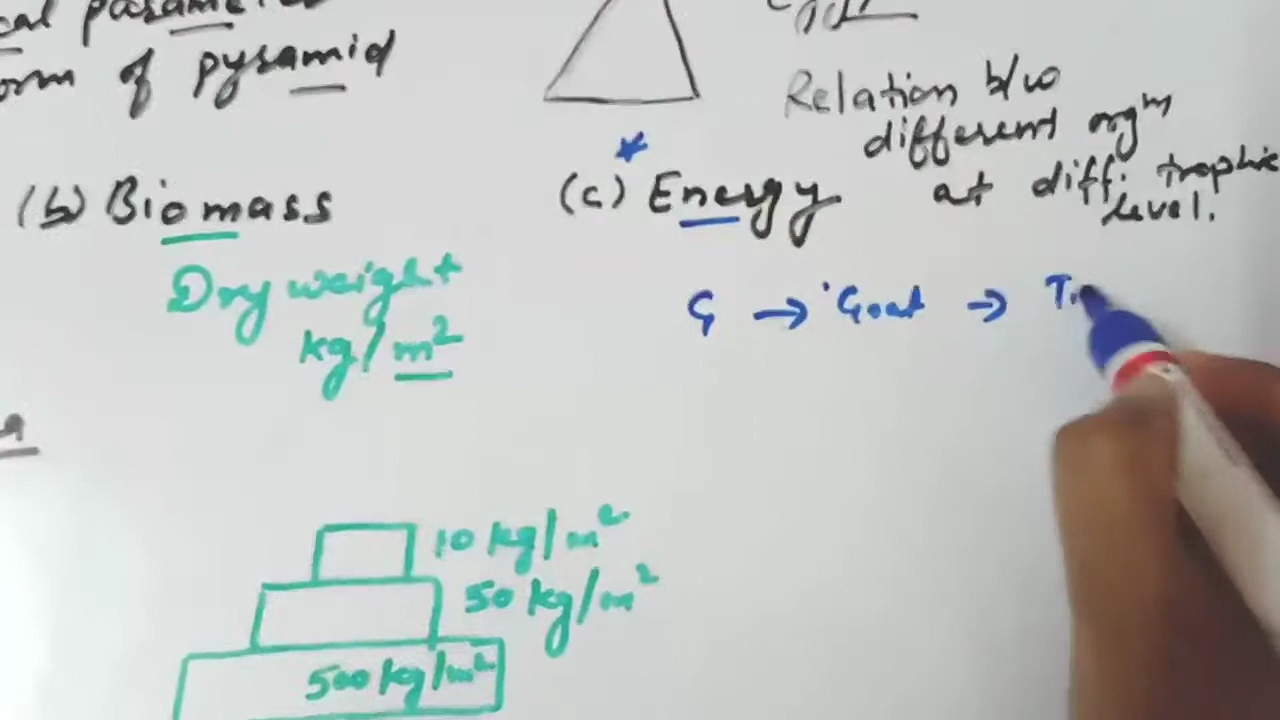 parameter
form of pyramid
Relation b/w
different orgᵐ
at diff. trophic
level.
(b) Biomass
Dry weight
kg/m²
(c) Energy
G → Goat →
10 kg/m²
50 kg/m²
500 kg/m²